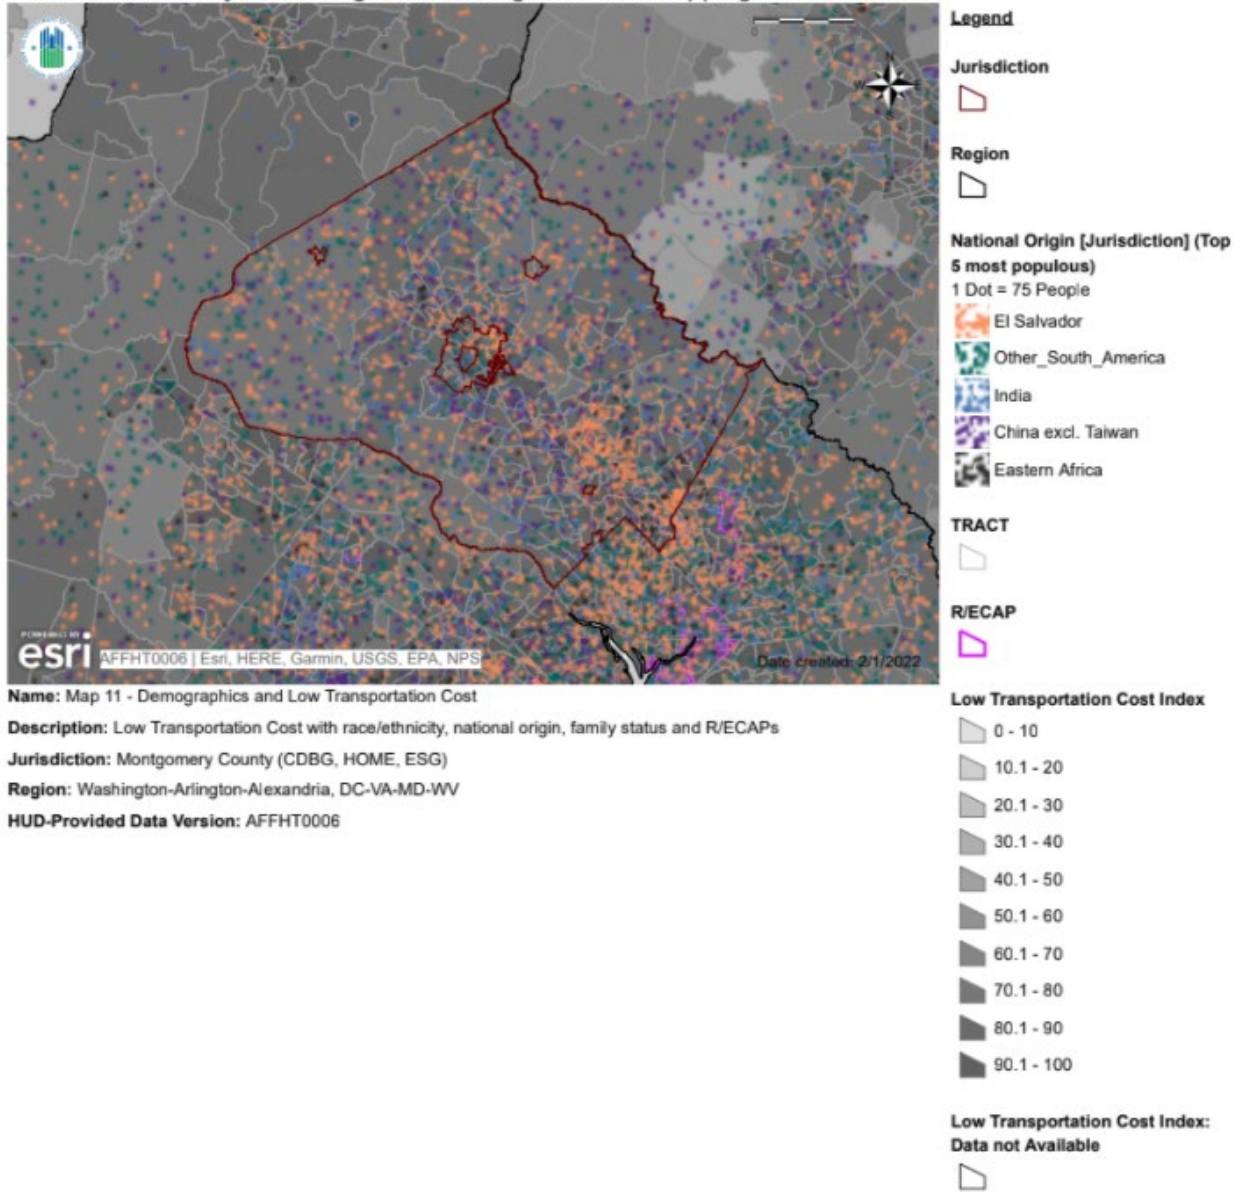 Legend
Jurisdiction
Region
National Origin [Jurisdiction] (Top
5 most populous)
1 Dot = 75 People
El Salvador
Other_South_America
India
China excl. Taiwan
Eastern Africa
TRACT
R/ECAP
Low Transportation Cost Index
0 - 10
10.1 - 20
20.1 - 30
30.1 - 40
40.1 - 50
50.1 - 60
60.1 - 70
70.1 - 80
80.1 - 90
90.1 - 100
Low Transportation Cost Index:
Data not Available
POWERED BY
esri
AFFHT0006 | Esri, HERE, Garmin, USGS, EPA, NPS
Date created: 2/1/2022
Name: Map 11 - Demographics and Low Transportation Cost
Description: Low Transportation Cost with race/ethnicity, national origin, family status and R/ECAPs
Jurisdiction: Montgomery County (CDBG, HOME, ESG)
Region: Washington-Arlington-Alexandria, DC-VA-MD-WV
HUD-Provided Data Version: AFFHT0006